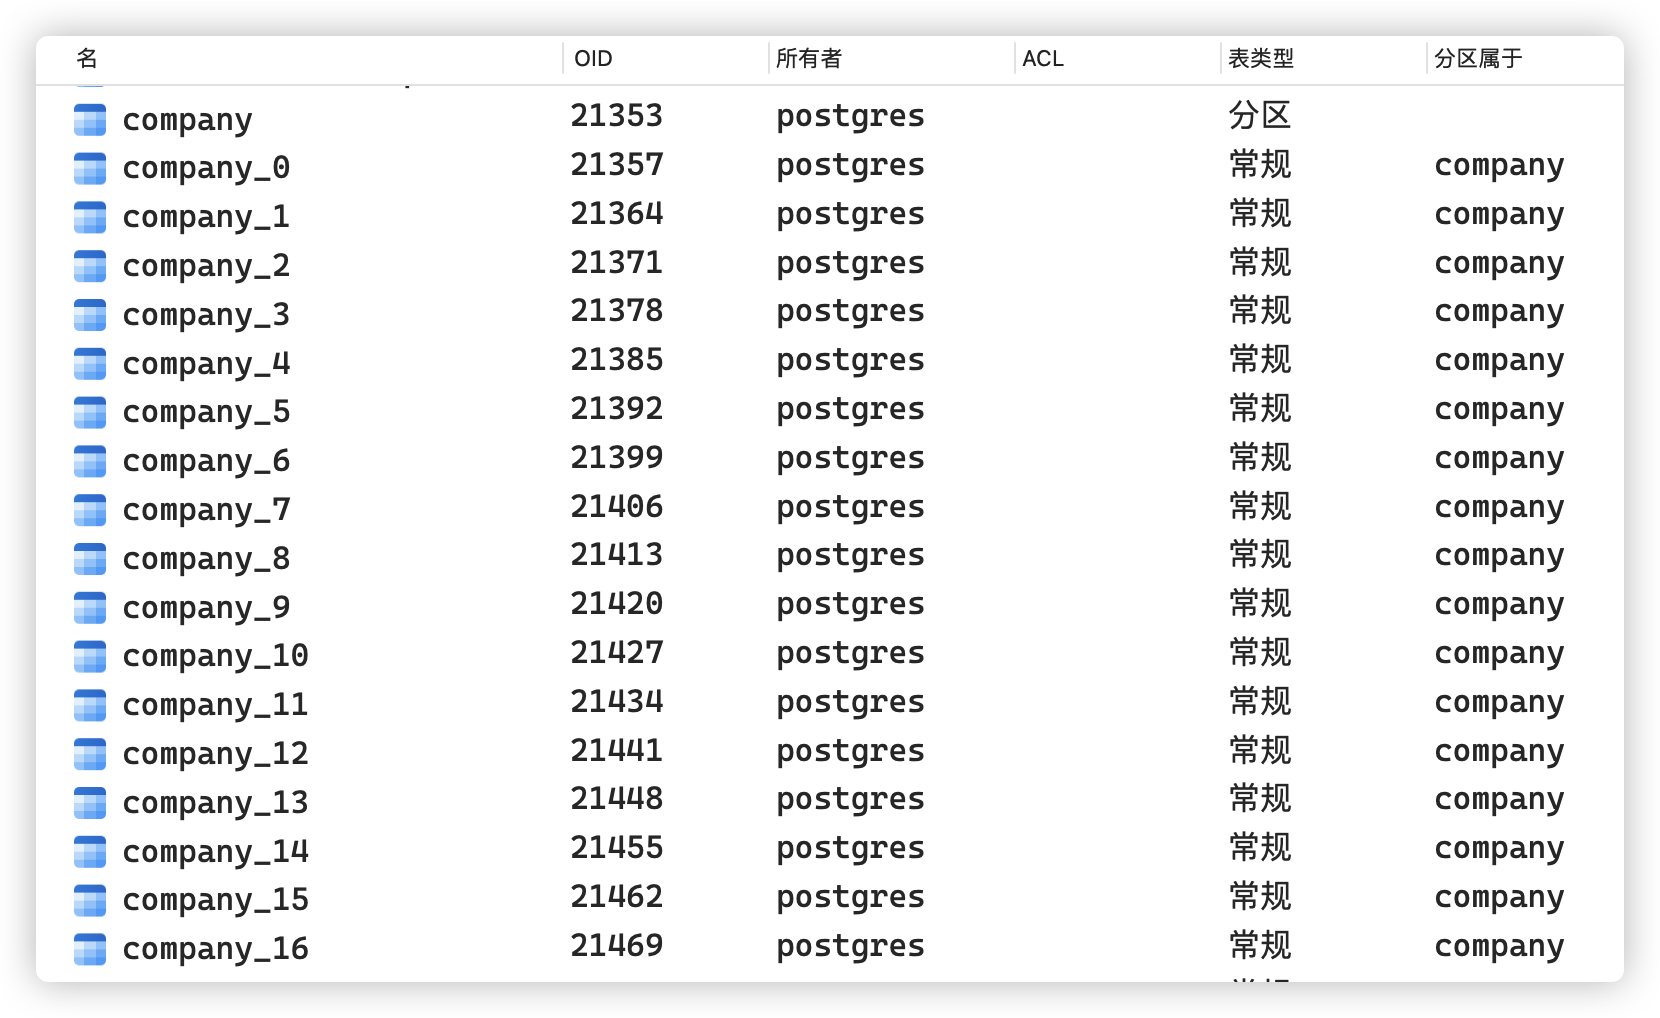 名 OID 所有者 ACL 表类型 分区属于
company 21353 postgres 分区
company_0 21357 postgres 常规 company
company_1 21364 postgres 常规 company
company_2 21371 postgres 常规 company
company_3 21378 postgres 常规 company
company_4 21385 postgres 常规 company
company_5 21392 postgres 常规 company
company_6 21399 postgres 常规 company
company_7 21406 postgres 常规 company
company_8 21413 postgres 常规 company
company_9 21420 postgres 常规 company
company_10 21427 postgres 常规 company
company_11 21434 postgres 常规 company
company_12 21441 postgres 常规 company
company_13 21448 postgres 常规 company
company_14 21455 postgres 常规 company
company_15 21462 postgres 常规 company
company_16 21469 postgres 常规 company